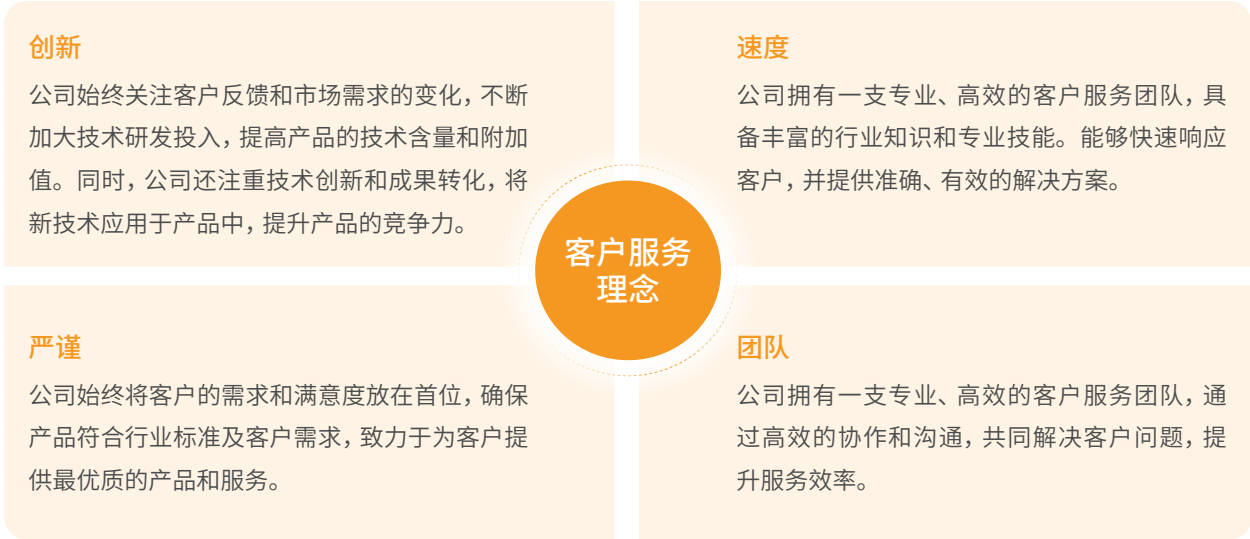 创新
公司始终关注客户反馈和市场需求的变化，不断
加大技术研发投入，提高产品的技术含量和附加
值。同时，公司还注重技术创新和成果转化，将
新技术应用于产品中，提升产品的竞争力。
速度
公司拥有一支专业、高效的客户服务团队，具
备丰富的行业知识和专业技能。能够快速响应
客户，并提供准确、有效的解决方案。
客户服务
理念
严谨
公司始终将客户的需求和满意度放在首位，确保
产品符合行业标准及客户需求，致力于为客户提
供最优质的产品和服务。
团队
公司拥有一支专业、高效的客户服务团队，通
过高效的协作和沟通，共同解决客户问题，提
升服务效率。